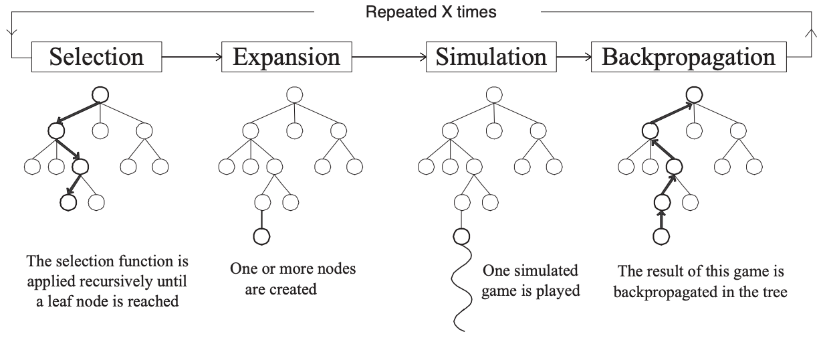 Repeated X times
Selection
Expansion
Simulation
Backpropagation
The selection function is
applied recursively until
a leaf node is reached
One or more nodes
are created
One simulated
game is played
The result of this game is
backpropagated in the tree